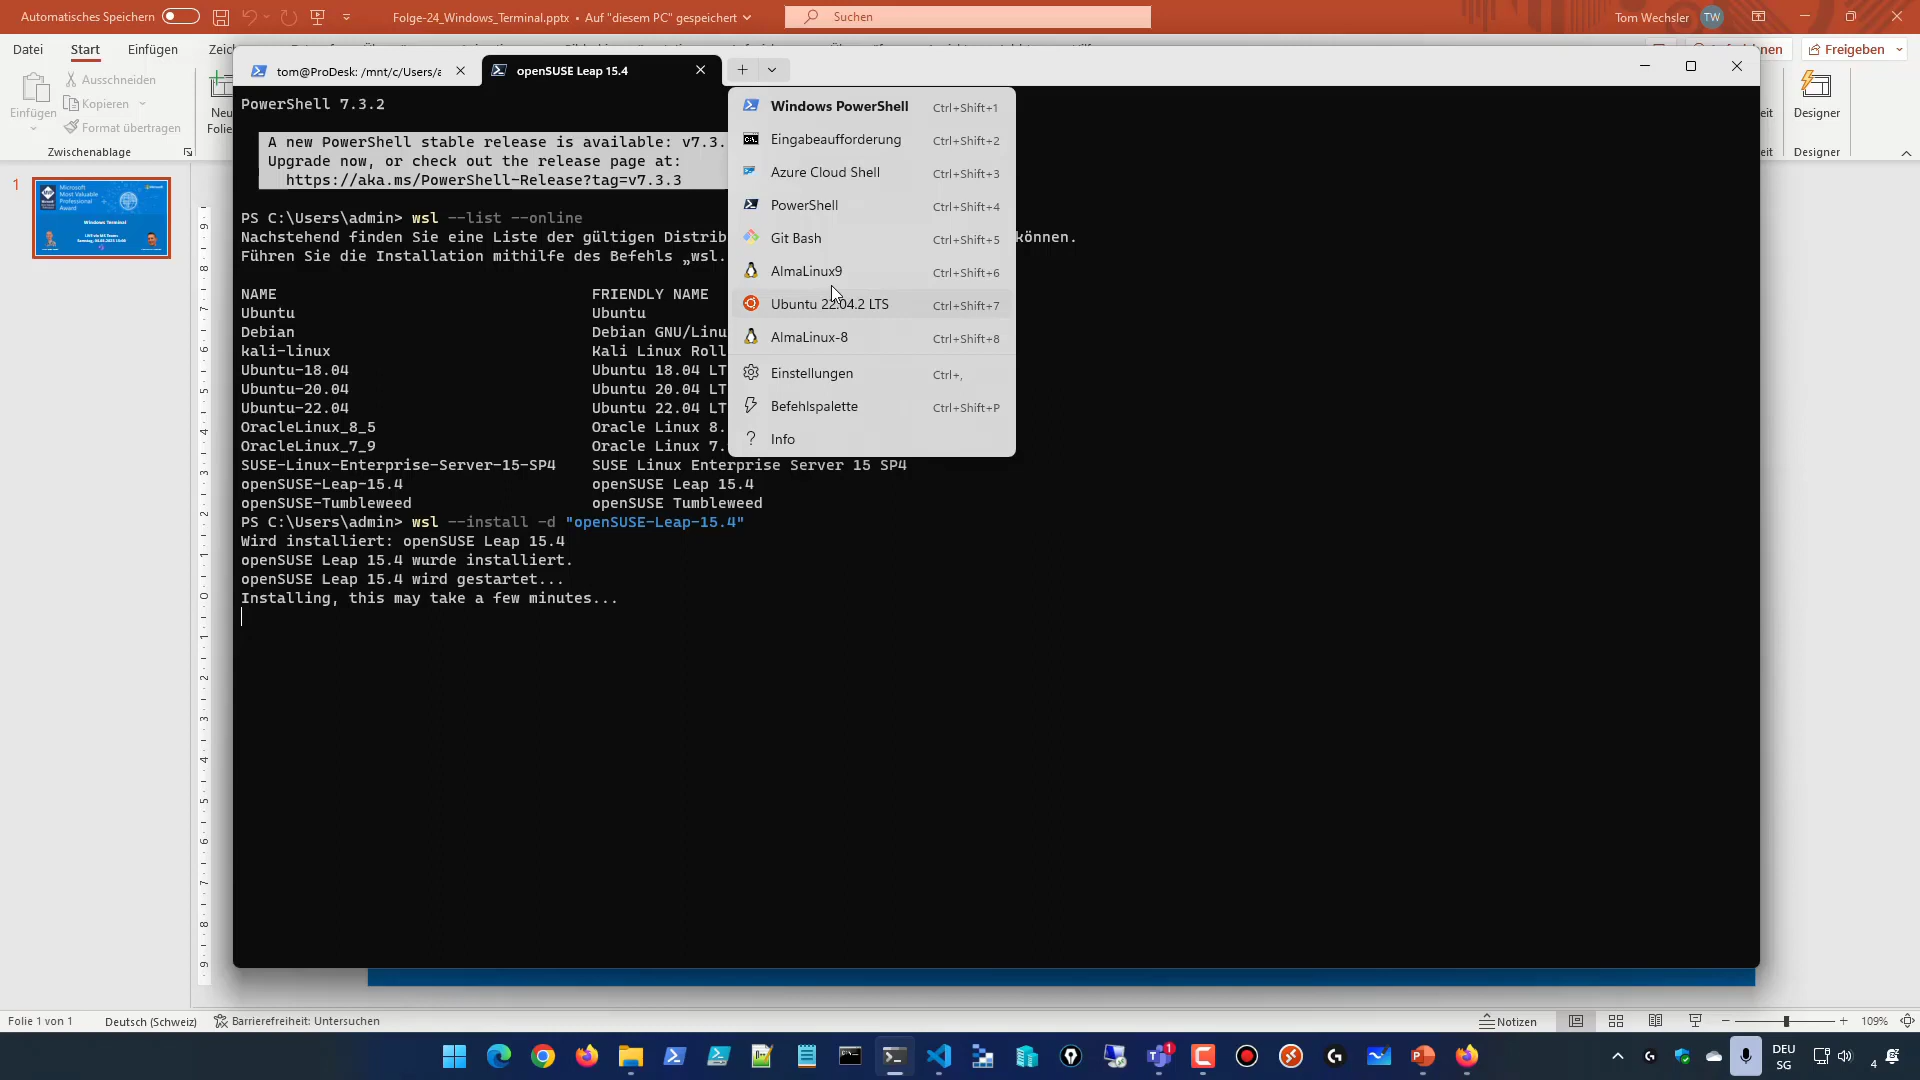 Automatisches Speichern
Folge-24_Windows_Terminal.pptx • Auf "diesem PC" gespeichert
Suchen
Tom Wechsler
TW
Datei
Start
Einfügen
Freigeben
Einfügen
Ausschneiden
Kopieren
Format übertragen
Zwischenablage
Neu
Folie
Designer
Designer
1
Microsoft
Most Valuable
Professional
Award
Windows Terminal
tom@ProDesk: /mnt/c/Users/a
openSUSE Leap 15.4
PowerShell 7.3.2
A new PowerShell stable release is available: v7.3.
Upgrade now, or check out the release page at:
https://aka.ms/PowerShell-Release?tag=v7.3.3
PS C:\Users\admin> wsl --list --online
Nachstehend finden Sie eine Liste der gültigen Distrib
können.
Führen Sie die Installation mithilfe des Befehls „wsl.
NAME FRIENDLY NAME
Ubuntu Ubuntu
Debian Debian GNU/Linu
kali-linux Kali Linux Roll
Ubuntu-18.04 Ubuntu 18.04 LT
Ubuntu-20.04 Ubuntu 20.04 LT
Ubuntu-22.04 Ubuntu 22.04 LT
OracleLinux_8_5 Oracle Linux 8.
OracleLinux_7_9 Oracle Linux 7.
SUSE-Linux-Enterprise-Server-15-SP4 SUSE Linux Enterprise Server 15 SP4
openSUSE-Leap-15.4 openSUSE Leap 15.4
openSUSE-Tumbleweed openSUSE Tumbleweed
PS C:\Users\admin> wsl --install -d "openSUSE-Leap-15.4"
Wird installiert: openSUSE Leap 15.4
openSUSE Leap 15.4 wurde installiert.
openSUSE Leap 15.4 wird gestartet...
Installing, this may take a few minutes...
Windows PowerShell Ctrl+Shift+1
Eingabeaufforderung Ctrl+Shift+2
Azure Cloud Shell Ctrl+Shift+3
PowerShell Ctrl+Shift+4
Git Bash Ctrl+Shift+5
AlmaLinux9 Ctrl+Shift+6
Ubuntu 22.04.2 LTS Ctrl+Shift+7
AlmaLinux-8 Ctrl+Shift+8
Einstellungen Ctrl+,
Befehlspalette Ctrl+Shift+P
Info
Folie 1 von 1
Deutsch (Schweiz)
Barrierefreiheit: Untersuchen
Notizen
109%
DEU
SG
4